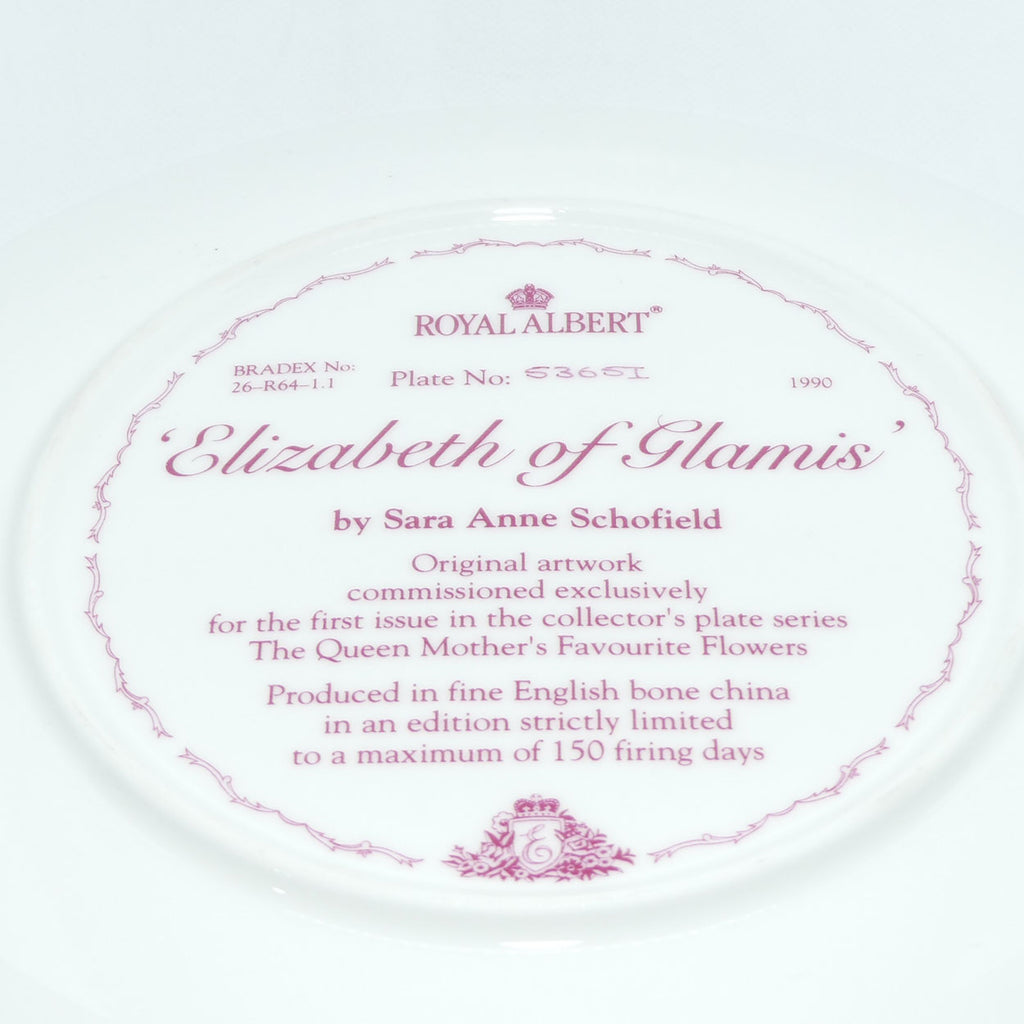 ROYAL ALBERT®
BRADEX No:
26-R64-1.1
Plate No: 5365I
1990
'Elizabeth of Glamis'
by Sara Anne Schofield
Original artwork
commissioned exclusively
for the first issue in the collector's plate series
The Queen Mother's Favourite Flowers
Produced in fine English bone china
in an edition strictly limited
to a maximum of 150 firing days
E